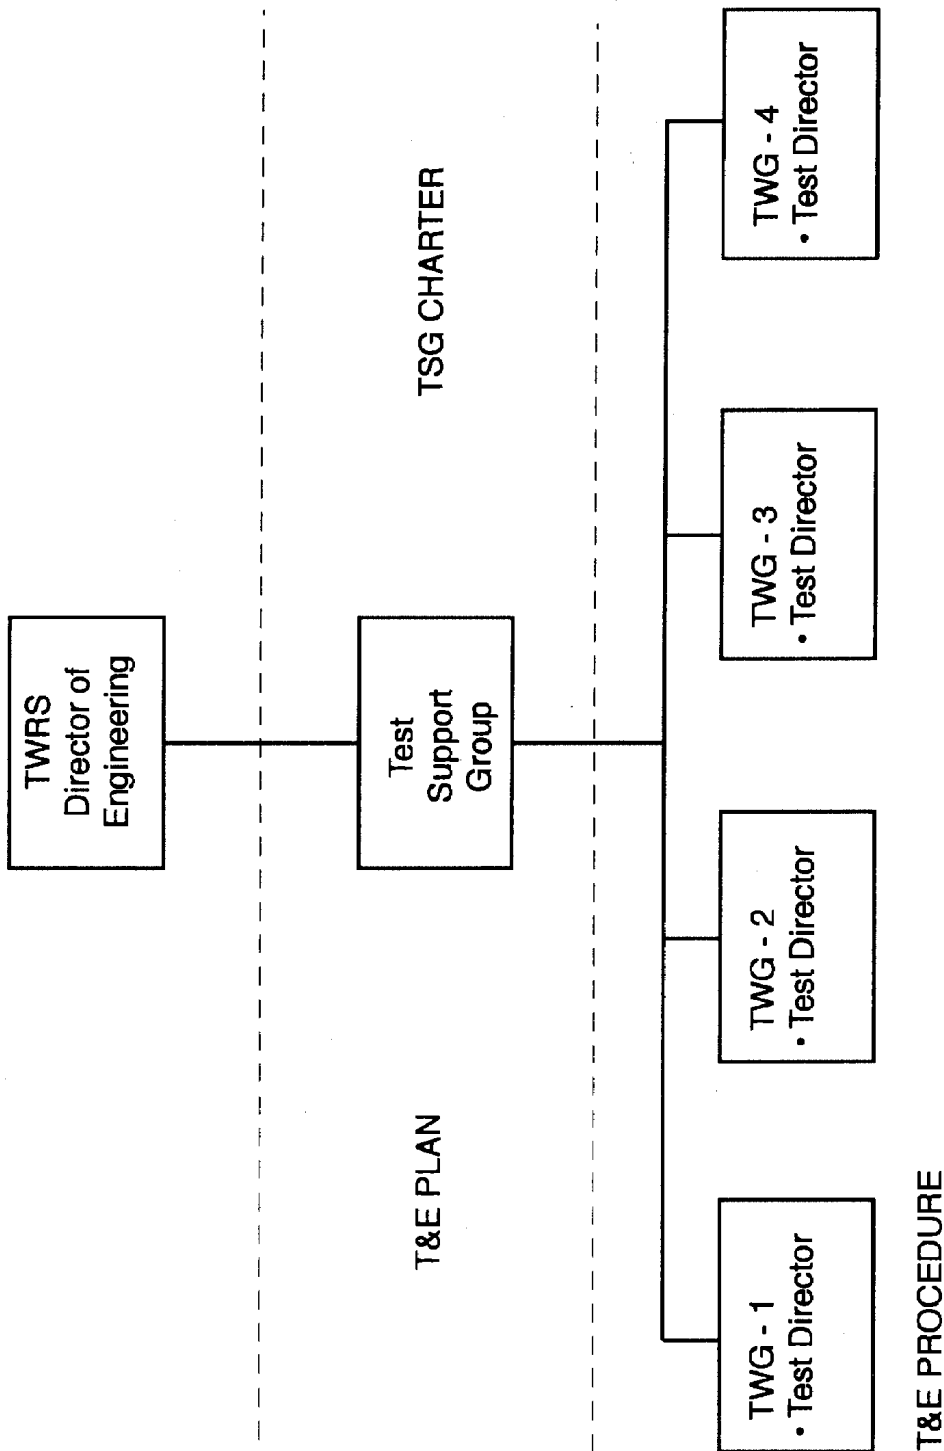 TWRS
Director of
Engineering
T&E PLAN
Test
Support
Group
TSG CHARTER
TWG - 1
• Test Director
TWG - 2
• Test Director
TWG - 3
• Test Director
TWG - 4
• Test Director
T&E PROCEDURE